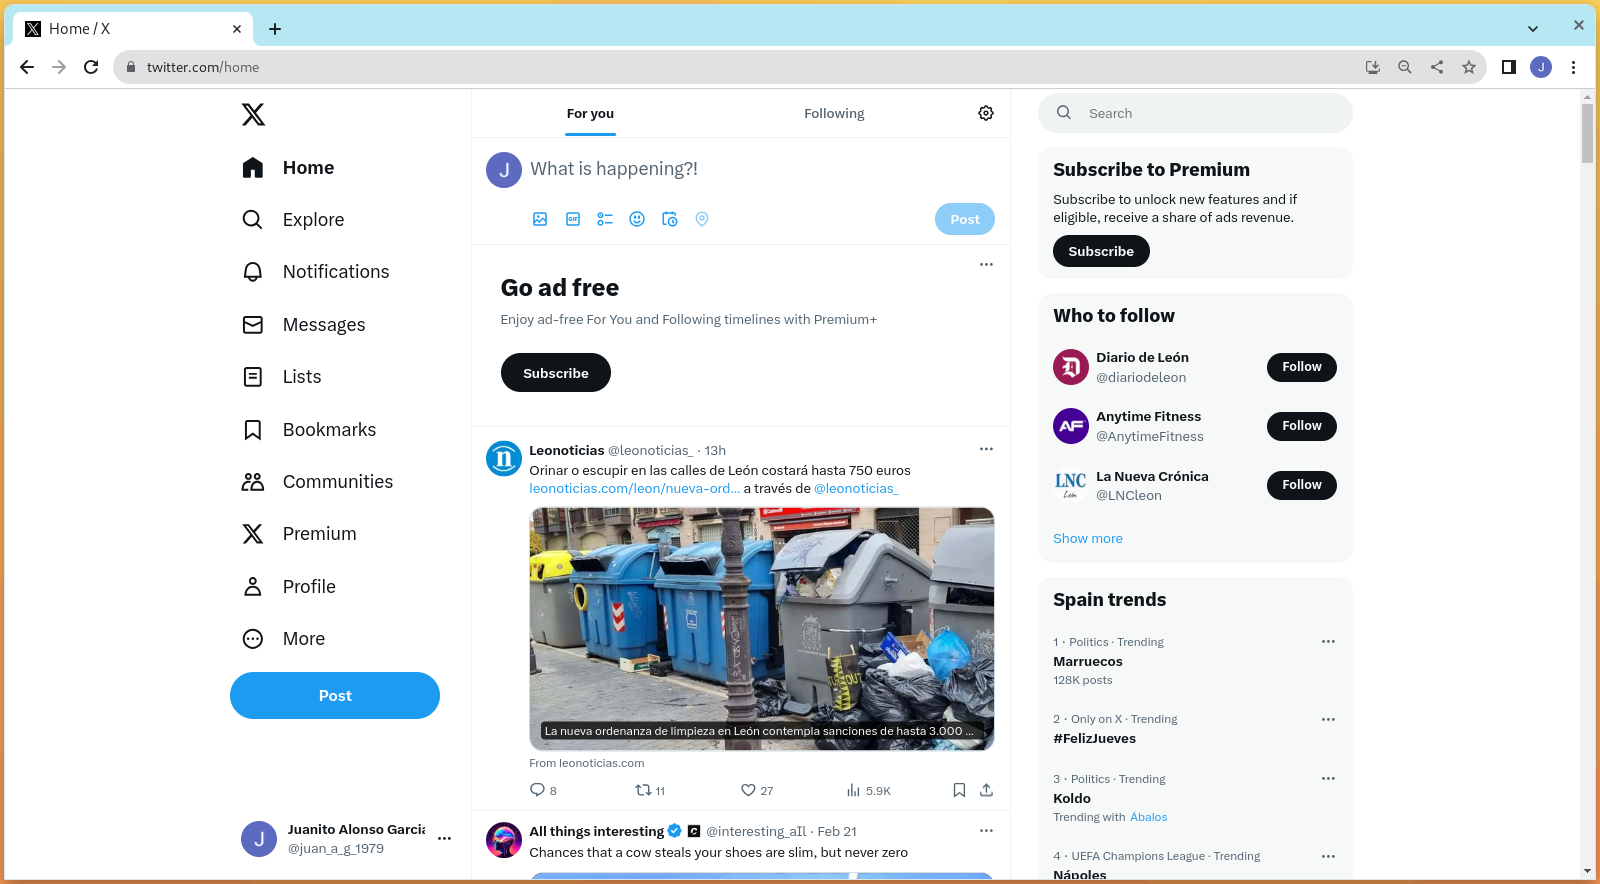 Home / X
twitter.com/home
J
Home
Explore
Notifications
Messages
Lists
Bookmarks
Communities
Premium
Profile
More
Post
J
Juanito Alonso Garcia
@juan_a_g_1979
For you
Following
J
What is happening?!
GIF
Post
Go ad free
Enjoy ad-free For You and Following timelines with Premium+
Subscribe
n
Leonoticias @leonoticias_ · 13h
Orinar o escupir en las calles de León costará hasta 750 euros
leonoticias.com/leon/nueva-ord... a través de @leonoticias_
La nueva ordenanza de limpieza en León contempla sanciones de hasta 3.000 ...
From leonoticias.com
8
11
27
5.9K
All things interesting @interesting_aIl · Feb 21
Chances that a cow steals your shoes are slim, but never zero
Search
Subscribe to Premium
Subscribe to unlock new features and if
eligible, receive a share of ads revenue.
Subscribe
Who to follow
D
Diario de León
@diariodeleon
Follow
AF
Anytime Fitness
@AnytimeFitness
Follow
LNC
León
La Nueva Crónica
@LNCleon
Follow
Show more
Spain trends
1 · Politics · Trending
Marruecos
128K posts
2 · Only on X · Trending
#FelizJueves
3 · Politics · Trending
Koldo
Trending with Ábalos
4 · UEFA Champions League · Trending
Nápoles